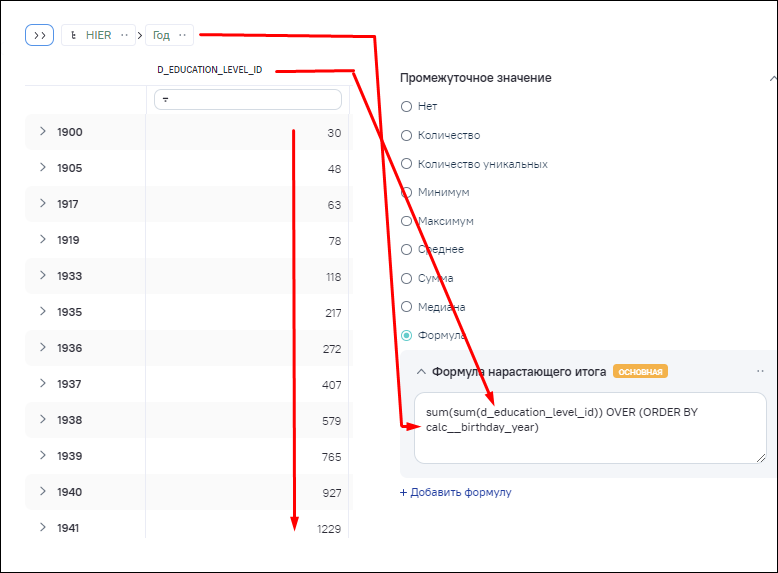 HIER
Год
D_EDUCATION_LEVEL_ID
1900 30
1905 48
1917 63
1919 78
1933 118
1935 217
1936 272
1937 407
1938 579
1939 765
1940 927
1941 1229
Промежуточное значение
Нет
Количество
Количество уникальных
Минимум
Максимум
Среднее
Сумма
Медиана
Формула
Формула нарастающего итога ОСНОВНАЯ
sum(sum(d_education_level_id)) OVER (ORDER BY
calc__birthday_year)
+ Добавить формулу